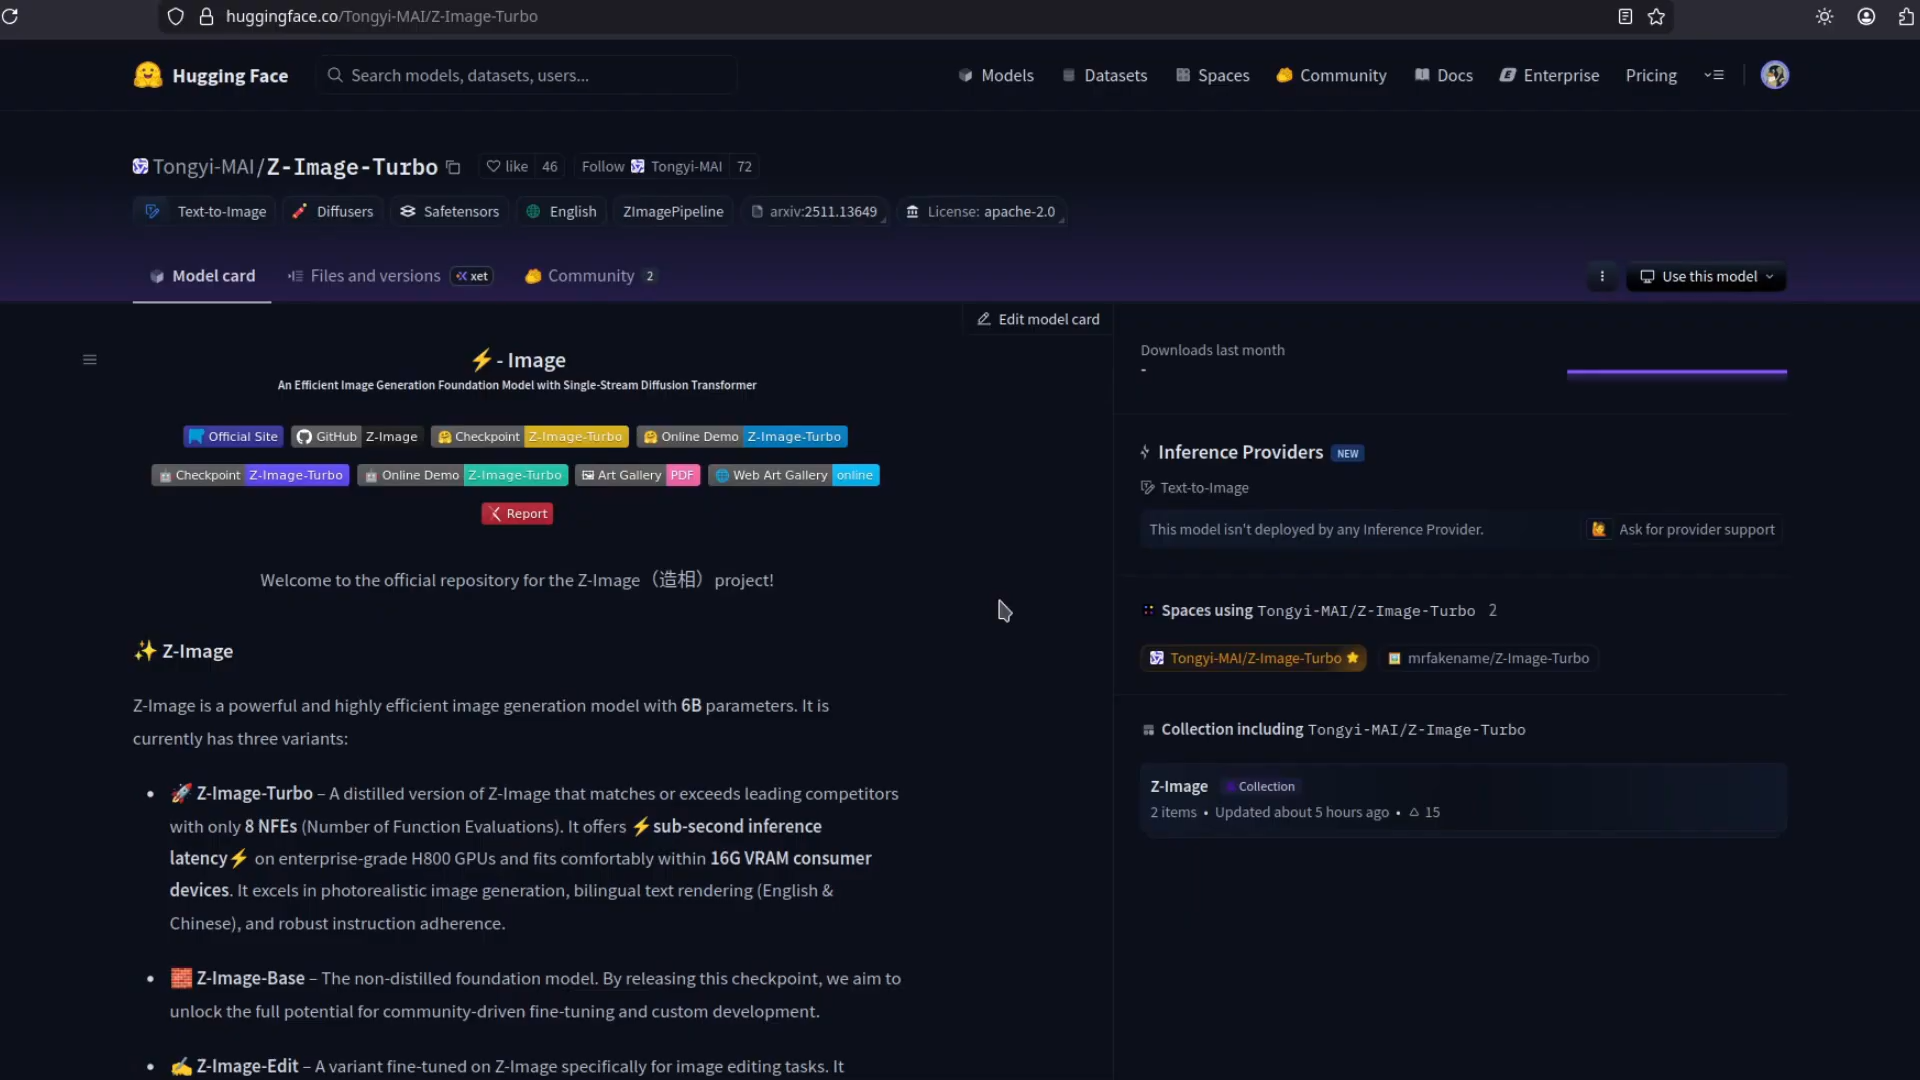 huggingface.co/Tongyi-MAI/Z-Image-Turbo
Hugging Face
Search models, datasets, users...
Models
Datasets
Spaces
Community
Docs
Enterprise
Pricing
Tongyi-MAI/Z-Image-Turbo
like 46
Follow Tongyi-MAI 72
Text-to-Image
Diffusers
Safetensors
English
ZImagePipeline
arxiv:2511.13649
License: apache-2.0
Model card
Files and versions xet
Community 2
Use this model
Edit model card
⚡- Image
An Efficient Image Generation Foundation Model with Single-Stream Diffusion Transformer
Official Site GitHub Z-Image Checkpoint Z-Image-Turbo Online Demo Z-Image-Turbo
Checkpoint Z-Image-Turbo Online Demo Z-Image-Turbo Art Gallery PDF Web Art Gallery online
Report
Welcome to the official repository for the Z-Image（造相）project!
✨ Z-Image
Z-Image is a powerful and highly efficient image generation model with 6B parameters. It is
currently has three variants:
• 🚀 Z-Image-Turbo – A distilled version of Z-Image that matches or exceeds leading competitors
with only 8 NFEs (Number of Function Evaluations). It offers ⚡sub-second inference
latency⚡ on enterprise-grade H800 GPUs and fits comfortably within 16G VRAM consumer
devices. It excels in photorealistic image generation, bilingual text rendering (English &
Chinese), and robust instruction adherence.
• 🧱 Z-Image-Base – The non-distilled foundation model. By releasing this checkpoint, we aim to
unlock the full potential for community-driven fine-tuning and custom development.
• ✍️ Z-Image-Edit – A variant fine-tuned on Z-Image specifically for image editing tasks. It
Downloads last month
-
Inference Providers NEW
Text-to-Image
This model isn't deployed by any Inference Provider.
🙋 Ask for provider support
Spaces using Tongyi-MAI/Z-Image-Turbo 2
Tongyi-MAI/Z-Image-Turbo
mrfakename/Z-Image-Turbo
Collection including Tongyi-MAI/Z-Image-Turbo
Z-Image Collection
2 items • Updated about 5 hours ago • △ 15